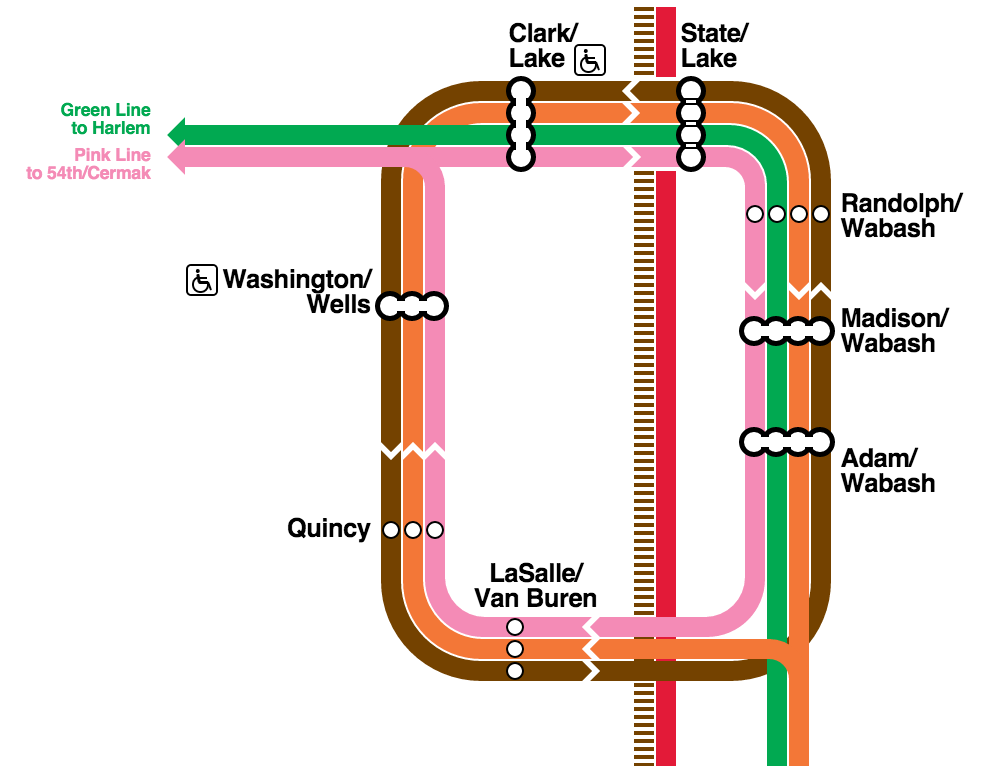 Clark/
Lake
State/
Lake
Green Line
to Harlem
Pink Line
to 54th/Cermak
Randolph/
Wabash
Washington/
Wells
Madison/
Wabash
Adam/
Wabash
Quincy
LaSalle/
Van Buren